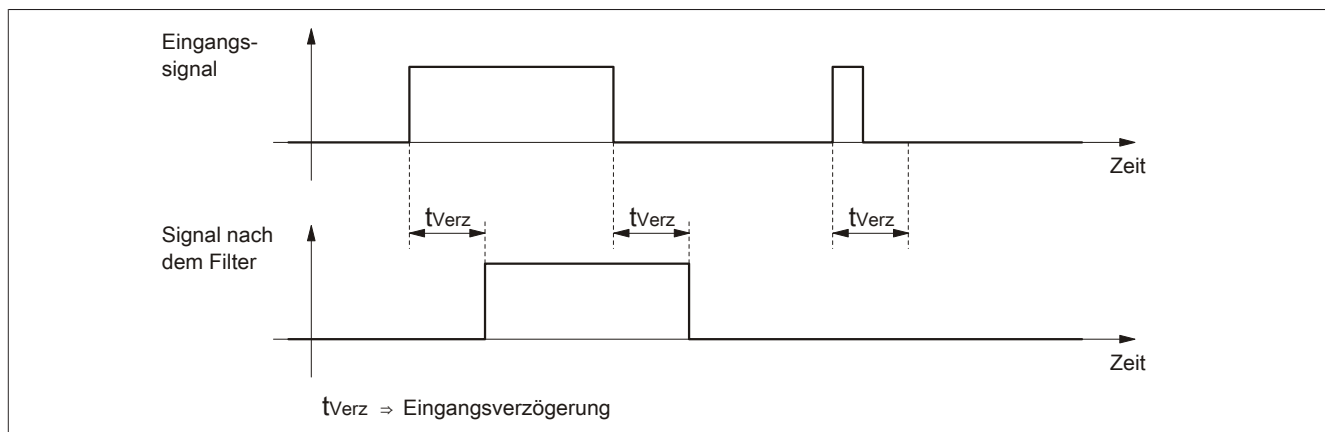 Eingangs-
signal
Zeit
tVerz
tVerz
tVerz
Signal nach
dem Filter
Zeit
tVerz ⇒ Eingangsverzögerung